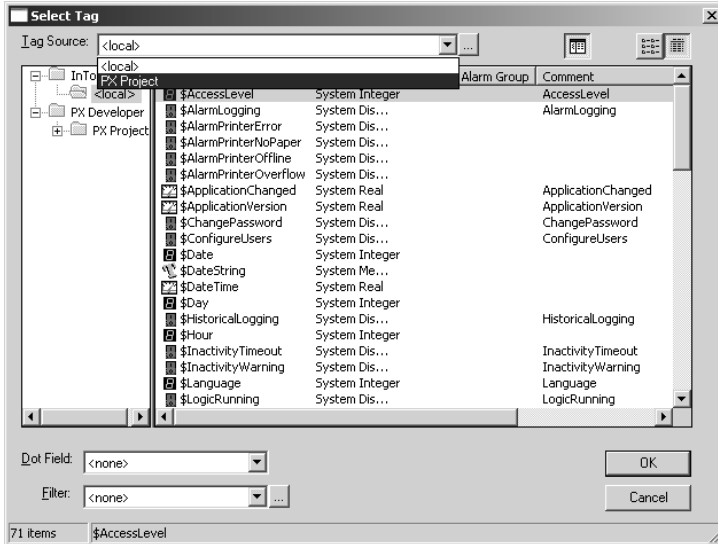 Select Tag
Tag Source: <local>
...
<local>
PX Project
InTo
Alarm Group Comment
<local>
$AccessLevel System Integer AccessLevel
$AlarmLogging System Dis... AlarmLogging
PX Developer
$AlarmPrinterError System Dis...
PX Project
$AlarmPrinterNoPaper System Dis...
$AlarmPrinterOffline System Dis...
$AlarmPrinterOverflow System Dis...
$ApplicationChanged System Real ApplicationChanged
$ApplicationVersion System Real ApplicationVersion
$ChangePassword System Dis... ChangePassword
$ConfigureUsers System Dis... ConfigureUsers
$Date System Integer
$DateString System Me...
$DateTime System Real
$Day System Integer
$HistoricalLogging System Dis... HistoricalLogging
$Hour System Integer
$InactivityTimeout System Dis... InactivityTimeout
$InactivityWarning System Dis... InactivityWarning
$Language System Integer Language
$LogicRunning System Dis... LogicRunning
Dot Field: <none>
OK
Filter: <none> ...
Cancel
71 items $AccessLevel